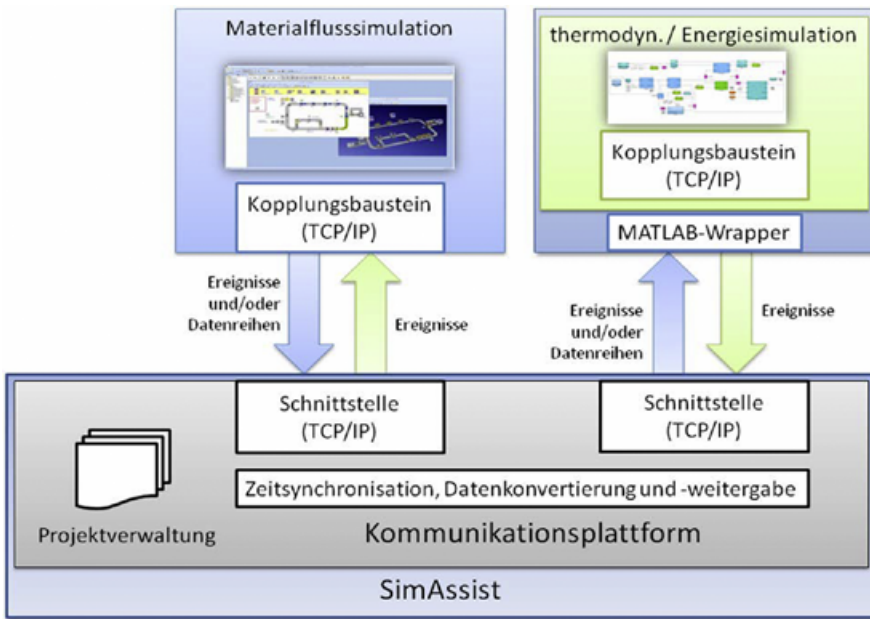 Materialflusssimulation
Kopplungsbaustein
(TCP/IP)
thermodyn./ Energiesimulation
Kopplungsbaustein
(TCP/IP)
MATLAB-Wrapper
Ereignisse
und/oder
Datenreihen
Ereignisse
Ereignisse
und/oder
Datenreihen
Ereignisse
Schnittstelle
(TCP/IP)
Schnittstelle
(TCP/IP)
Zeitsynchronisation, Datenkonvertierung und -weitergabe
Projektverwaltung
Kommunikationsplattform
SimAssist